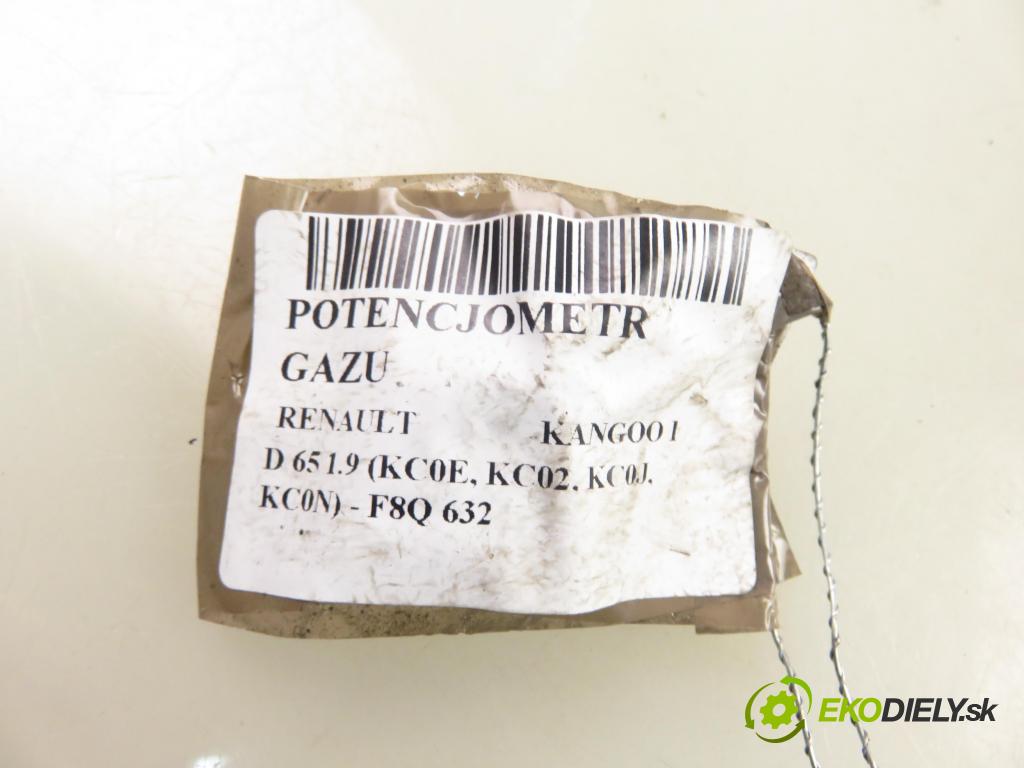 POTENCJOMETR
GAZU
RENAULT KANGOO I
D 65 1.9 (KC0E, KC02, KC0J,
KC0N) - F8Q 632
EKODIELY.sk